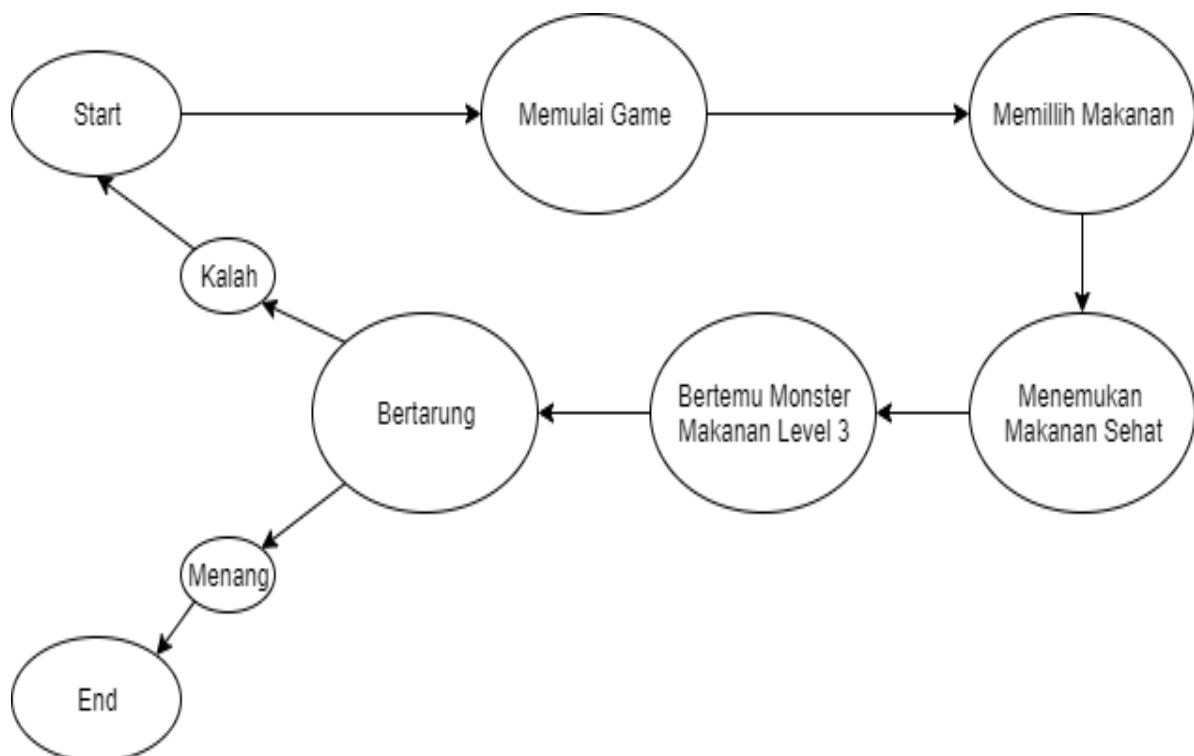 Start
Memulai Game
Memillih Makanan
Kalah
Bertarung
Bertemu Monster
Makanan Level 3
Menemukan
Makanan Sehat
Menang
End